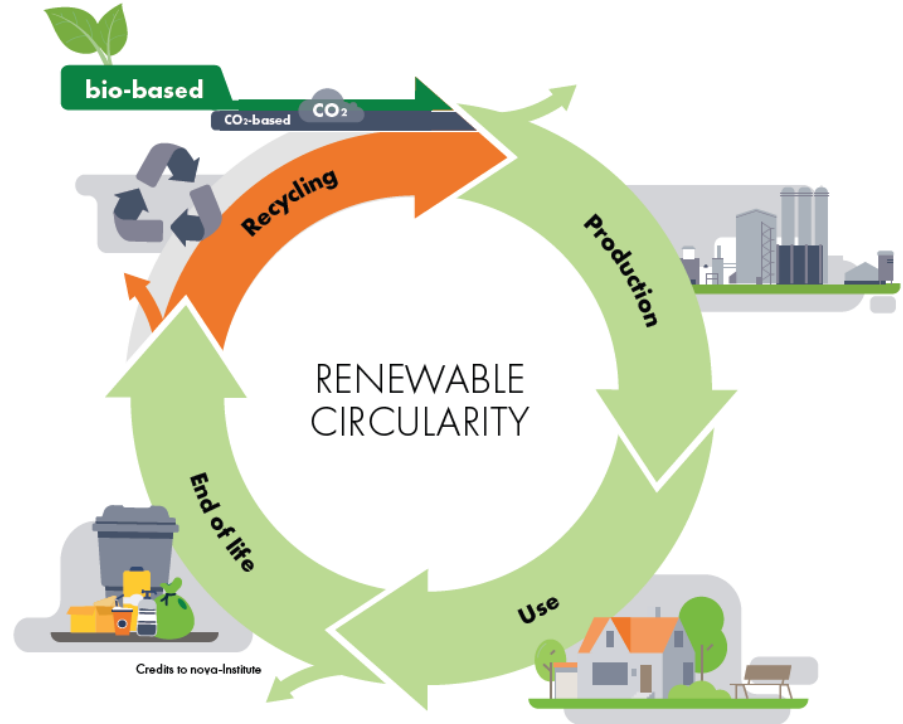 bio-based
CO₂
CO₂-based
Recycling
Production
RENEWABLE
CIRCULARITY
End of life
Use
Credits to nova-Institute